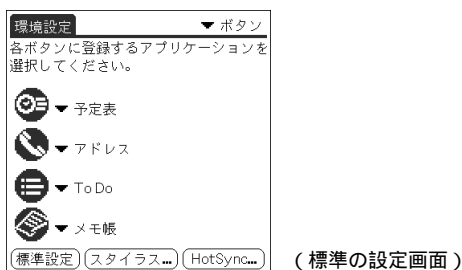 環境設定 ▼ ボタン
各ボタンに登録するアプリケーションを
選択してください。
▼ 予定表
▼ アドレス
▼ To Do
▼ メモ帳
標準設定 スタイラス... HotSync...
(標準の設定画面)